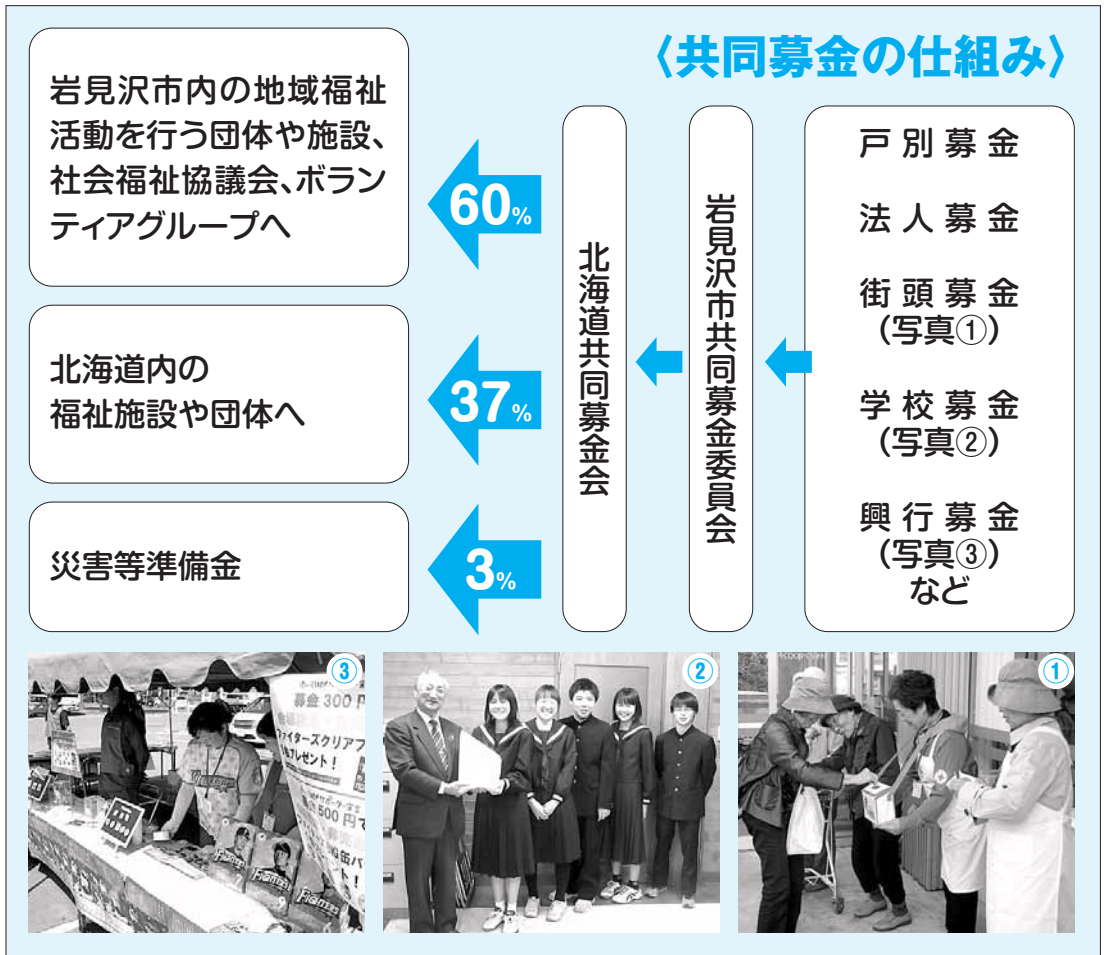 〈共同募金の仕組み〉
戸別募金
法人募金
街頭募金
(写真①)
学校募金
(写真②)
興行募金
(写真③)
など
岩見沢市共同募金委員会
北海道共同募金会
60%
岩見沢市内の地域福祉
活動を行う団体や施設、
社会福祉協議会、ボラン
ティアグループへ
37%
北海道内の
福祉施設や団体へ
3%
災害等準備金
③
募金300円
ファイターズクリアフ
プレゼント!
500円
缶バ
②
①